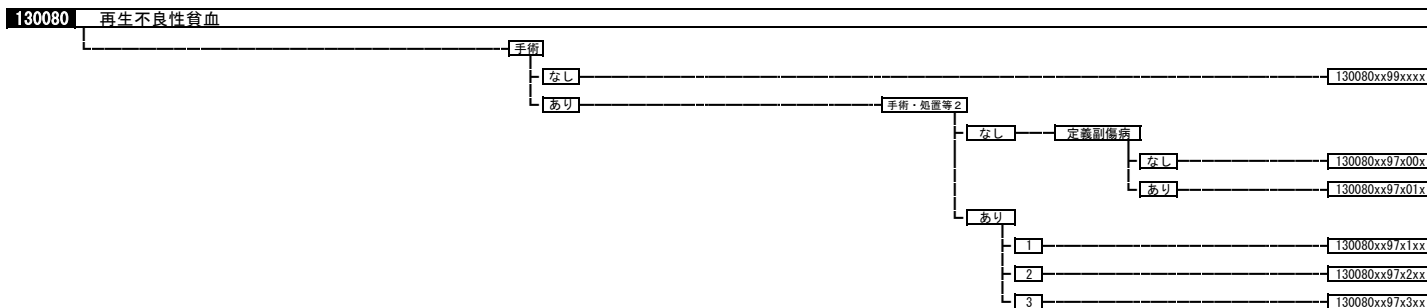 130080 再生不良性貧血
手術
なし 130080xx99xxxx
あり 手術・処置等2
なし 定義副傷病
なし 130080xx97x00x
あり 130080xx97x01x
あり
1 130080xx97x1xx
2 130080xx97x2xx
3 130080xx97x3xx